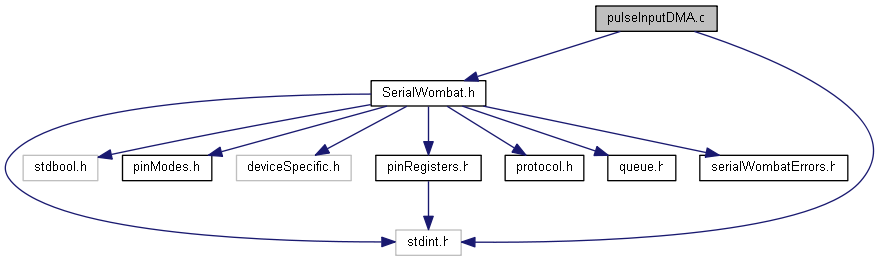 pulseInputDMA.c
SerialWombat.h
stdbool.h
pinModes.h
deviceSpecific.h
pinRegisters.h
protocol.h
queue.h
serialWombatErrors.h
stdint.h